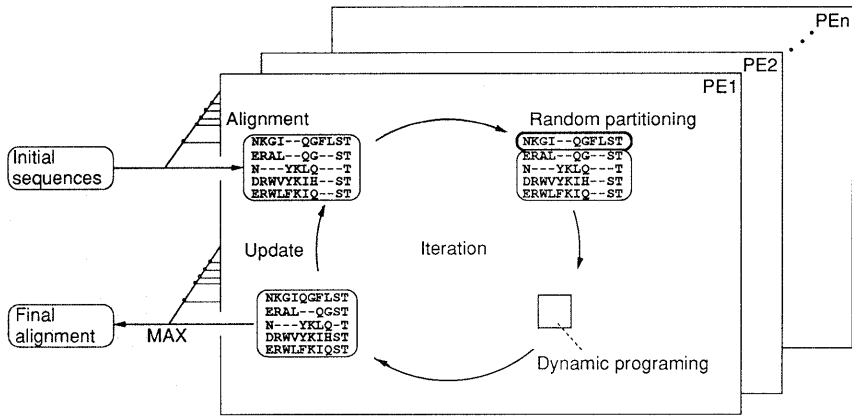 PEn
PE2
PE1
Alignment
NKGI--QGFLST
ERAL--QG--ST
N---YKLQ---T
DRWVYKIH--ST
ERWLFKIQ--ST
Random partitioning
NKGI--QGFLST
ERAL--QG--ST
N---YKLQ---T
DRWVYKIH--ST
ERWLFKIQ--ST
Initial
sequences
Update
Iteration
NKGIQGFLST
ERAL--QGST
N---YKLQ-T
DRWVYKIHST
ERWLFKIQST
Final
alignment
MAX
Dynamic programing